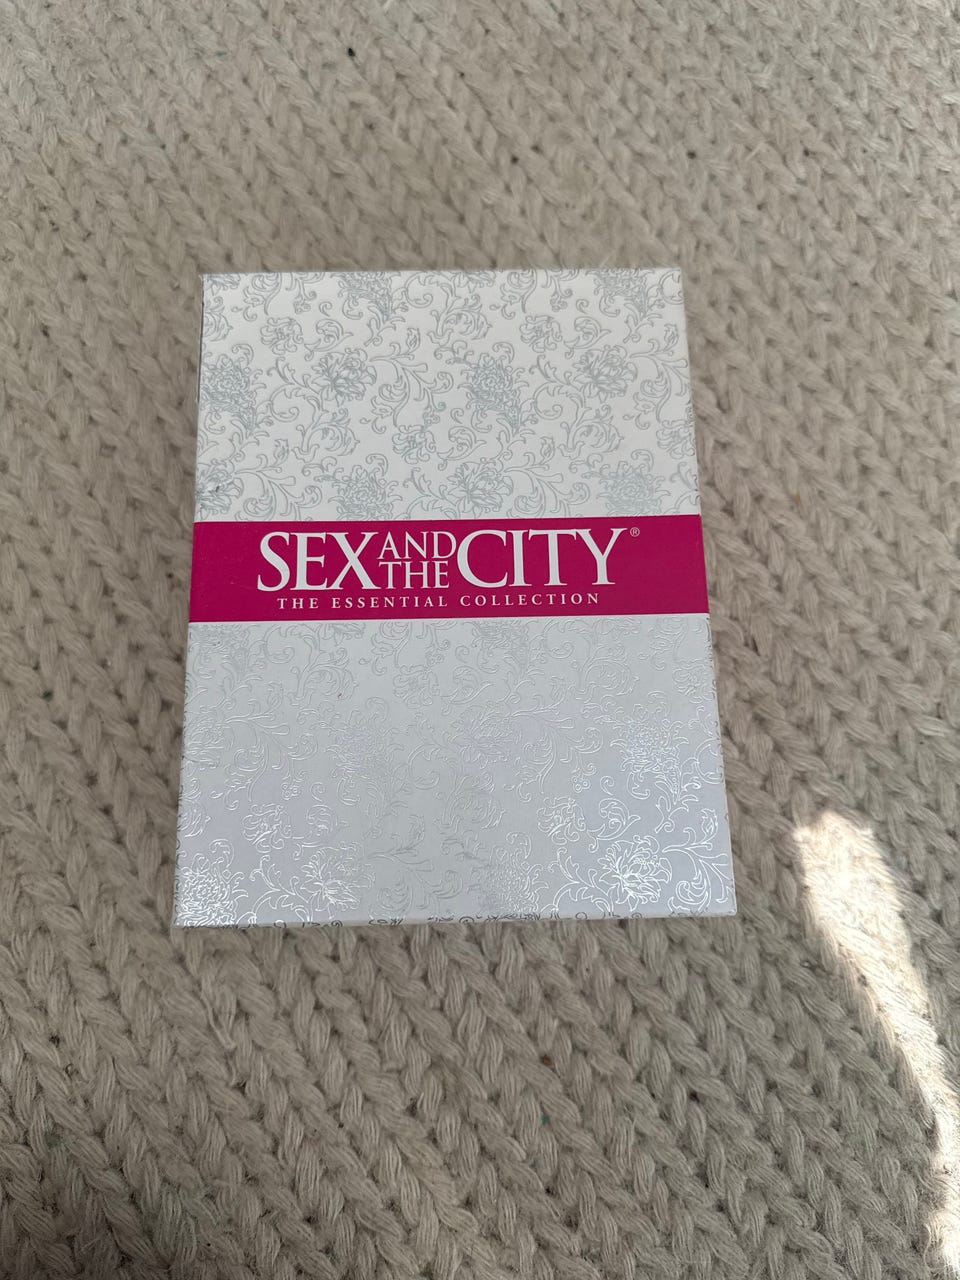 SEX AND THE CITY®
THE ESSENTIAL COLLECTION